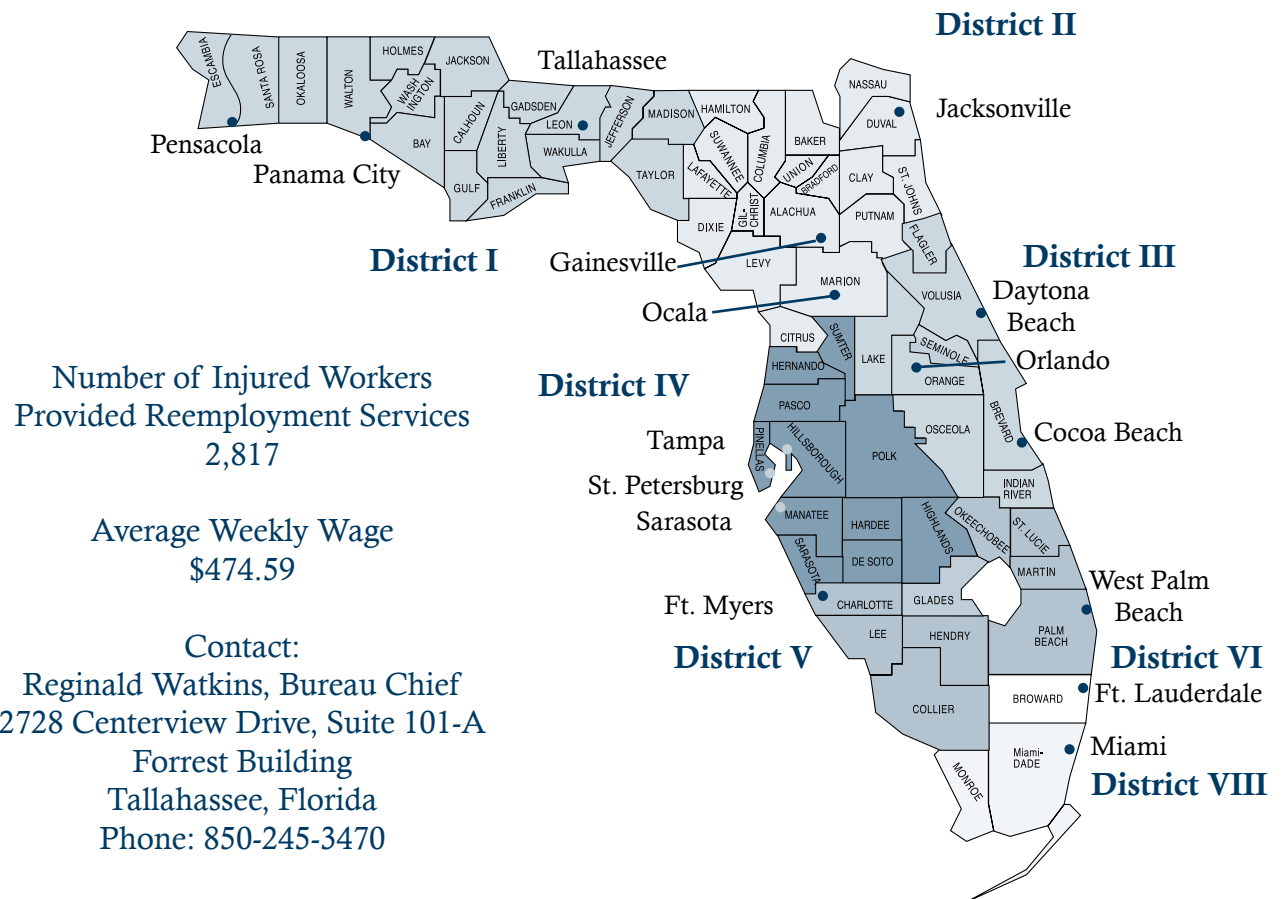 District II
Tallahassee
Jacksonville
Pensacola
Panama City
District I
Gainesville
Ocala
District III
Daytona
Beach
Orlando
Cocoa Beach
District IV
Tampa
St. Petersburg
Sarasota
Ft. Myers
District V
West Palm
Beach
District VI
Ft. Lauderdale
Miami
District VIII
ESCAMBIA
SANTA ROSA
OKALOOSA
WALTON
HOLMES
WASH
INGTON
JACKSON
BAY
CALHOUN
GULF
LIBERTY
GADSDEN
LEON
WAKULLA
FRANKLIN
JEFFERSON
MADISON
TAYLOR
HAMILTON
SUWANNEE
LAFAYETTE
DIXIE
COLUMBIA
GIL-
CHRIST
BAKER
UNION
BRADFORD
ALACHUA
LEVY
NASSAU
DUVAL
CLAY
ST. JOHNS
PUTNAM
FLAGLER
MARION
VOLUSIA
CITRUS
SUMTER
LAKE
SEMINOLE
ORANGE
HERNANDO
PASCO
PINELLAS
HILLSBOROUGH
POLK
OSCEOLA
BREVARD
INDIAN
RIVER
MANATEE
HARDEE
HIGHLANDS
OKEECHOBEE
ST. LUCIE
SARASOTA
DE SOTO
MARTIN
CHARLOTTE
GLADES
LEE
HENDRY
PALM
BEACH
COLLIER
BROWARD
Miami-
DADE
MONROE
Number of Injured Workers
Provided Reemployment Services
2,817
Average Weekly Wage
$474.59
Contact:
Reginald Watkins, Bureau Chief
2728 Centerview Drive, Suite 101-A
Forrest Building
Tallahassee, Florida
Phone: 850-245-3470